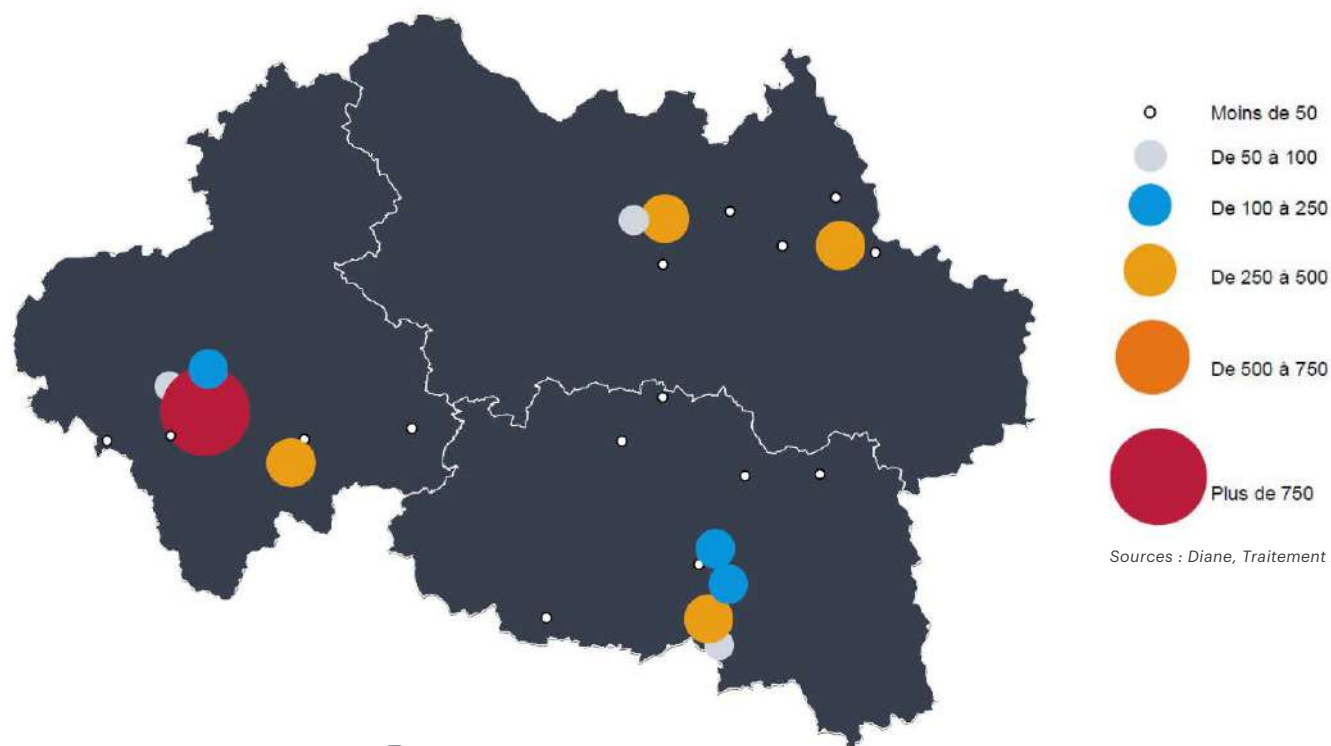 Moins de 50
De 50 à 100
De 100 à 250
De 250 à 500
De 500 à 750
Plus de 750
Sources : Diane, Traitement